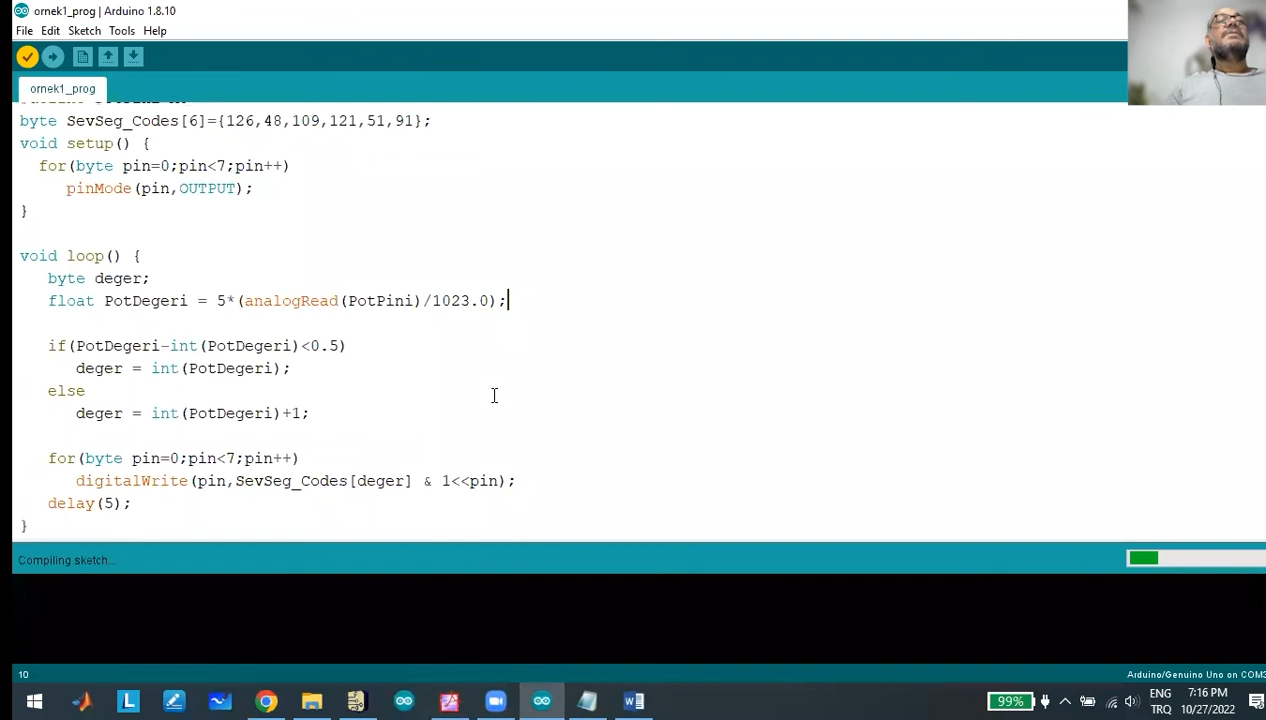 ornek1_prog | Arduino 1.8.10
File Edit Sketch Tools Help
ornek1_prog
byte SevSeg_Codes[6]={126,48,109,121,51,91};
void setup() {
for(byte pin=0;pin<7;pin++)
pinMode(pin,OUTPUT);
}
void loop() {
byte deger;
float PotDegeri = 5*(analogRead(PotPini)/1023.0);
if(PotDegeri-int(PotDegeri)<0.5)
deger = int(PotDegeri);
else
deger = int(PotDegeri)+1;
for(byte pin=0;pin<7;pin++)
digitalWrite(pin,SevSeg_Codes[deger] & 1<<pin);
delay(5);
}
Compiling sketch...
10
Arduino/Genuino Uno on COM3
L
99%
ENG
TRQ
7:16 PM
10/27/2022